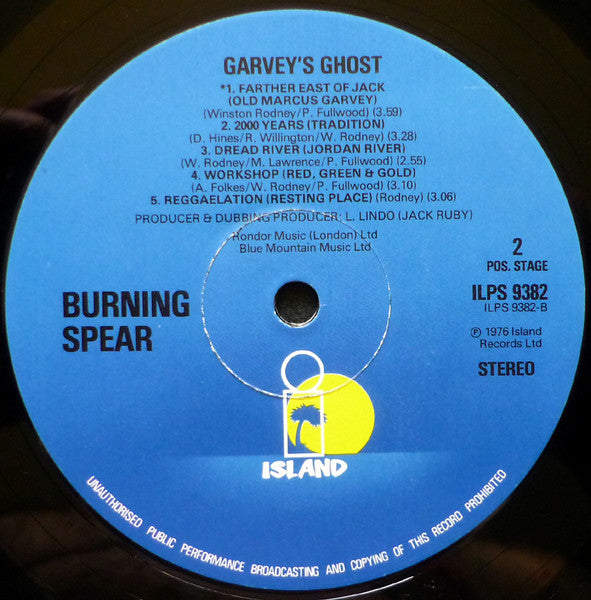 GARVEY'S GHOST
*1. FARTHER EAST OF JACK
(OLD MARCUS GARVEY)
(Winston Rodney/P. Fullwood) (3.59)
2. 2000 YEARS (TRADITION)
(D. Hines/R. Willington/W. Rodney) (3.28)
3. DREAD RIVER (JORDAN RIVER)
(W. Rodney/M. Lawrence/P. Fullwood) (2.55)
4. WORKSHOP (RED, GREEN & GOLD)
(A. Folkes/W. Rodney/P. Fullwood) (3.10)
5. REGGAELATION (RESTING PLACE) (Rodney) (3.06)
PRODUCER & DUBBING PRODUCER: L. LINDO (JACK RUBY)
Rondor Music (London) Ltd
Blue Mountain Music Ltd
2
POS. STAGE
BURNING
SPEAR
ILPS 9382
ILPS 9382-B
℗ 1976 Island
Records Ltd
STEREO
ISLAND
UNAUTHORISED PUBLIC PERFORMANCE BROADCASTING AND COPYING OF THIS RECORD PROHIBITED